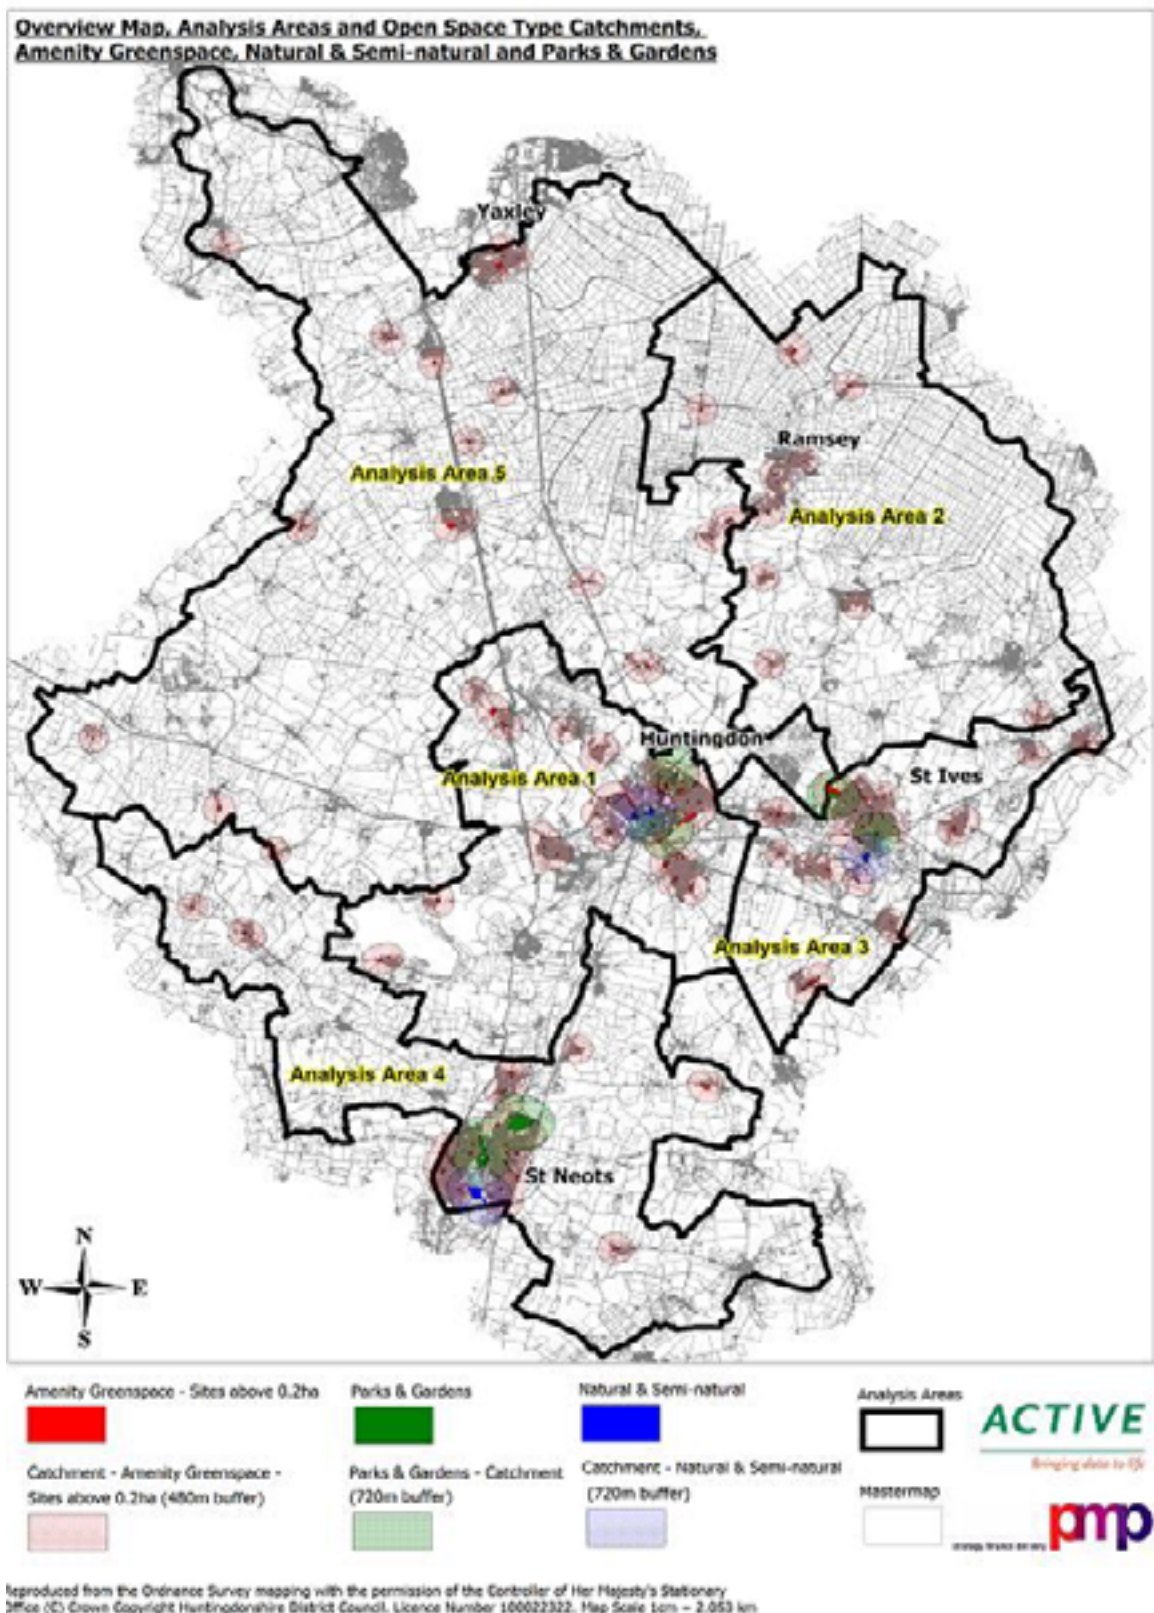 Overview Map, Analysis Areas and Open Space Type Catchments,
Amenity Greenspace, Natural & Semi-natural and Parks & Gardens
Yaxley
Ramsey
Analysis Area 5
Analysis Area 2
Huntingdon
Analysis Area 1
St Ives
Analysis Area 3
Analysis Area 4
St Neots
N
W E
S
Amenity Greenspace - Sites above 0.2ha
Parks & Gardens
Natural & Semi-natural
Analysis Areas
ACTIVE
Bringing data to life
Catchment - Amenity Greenspace -
Sites above 0.2ha (480m buffer)
Parks & Gardens - Catchment
(720m buffer)
Catchment - Natural & Semi-natural
(720m buffer)
Mastermap
pmp
Reproduced from the Ordnance Survey mapping with the permission of the Controller of Her Majesty's Stationary
Office (C) Crown Copyright Huntingdonshire District Council. Licence Number 100022322. Map Scale 1cm = 2.053 km